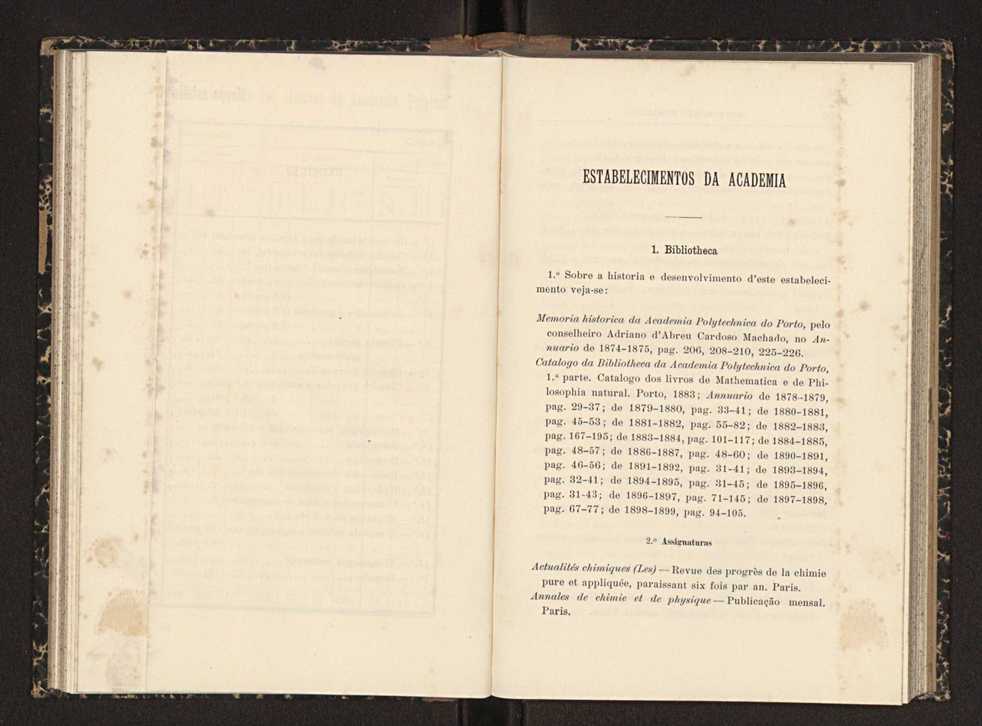 ESTABELECIMENTOS DA ACADEMIA
1. Bibliotheca
1.º Sobre a historia e desenvolvimento d'este estabeleci-
mento veja-se:
Memoria historica da Academia Polytechnica do Porto, pelo
conselheiro Adriano d'Abreu Cardoso Machado, no An-
nuario de 1874-1875, pag. 206, 208-210, 225-226.
Catalogo da Bibliotheca da Academia Polytechnica do Porto,
1.ª parte. Catalogo dos livros de Mathematica e de Phi-
losophia natural. Porto, 1883; Annuario de 1878-1879,
pag. 29-37; de 1879-1880, pag. 33-41; de 1880-1881,
pag. 45-53; de 1881-1882, pag. 55-82; de 1882-1883,
pag. 167-195; de 1883-1884, pag. 101-117; de 1884-1885,
pag. 48-57; de 1886-1887, pag. 48-60; de 1890-1891,
pag. 46-56; de 1891-1892, pag. 31-41; de 1893-1894,
pag. 32-41; de 1894-1895, pag. 31-45; de 1895-1896,
pag. 31-43; de 1896-1897, pag. 71-145; de 1897-1898,
pag. 67-77; de 1898-1899, pag. 94-105.
2.º Assignaturas
Actualités chimiques (Les) — Revue des progrès de la chimie
pure et appliquée, paraissant six fois par an. Paris.
Annales de chimie et de physique — Publicação mensal.
Paris.